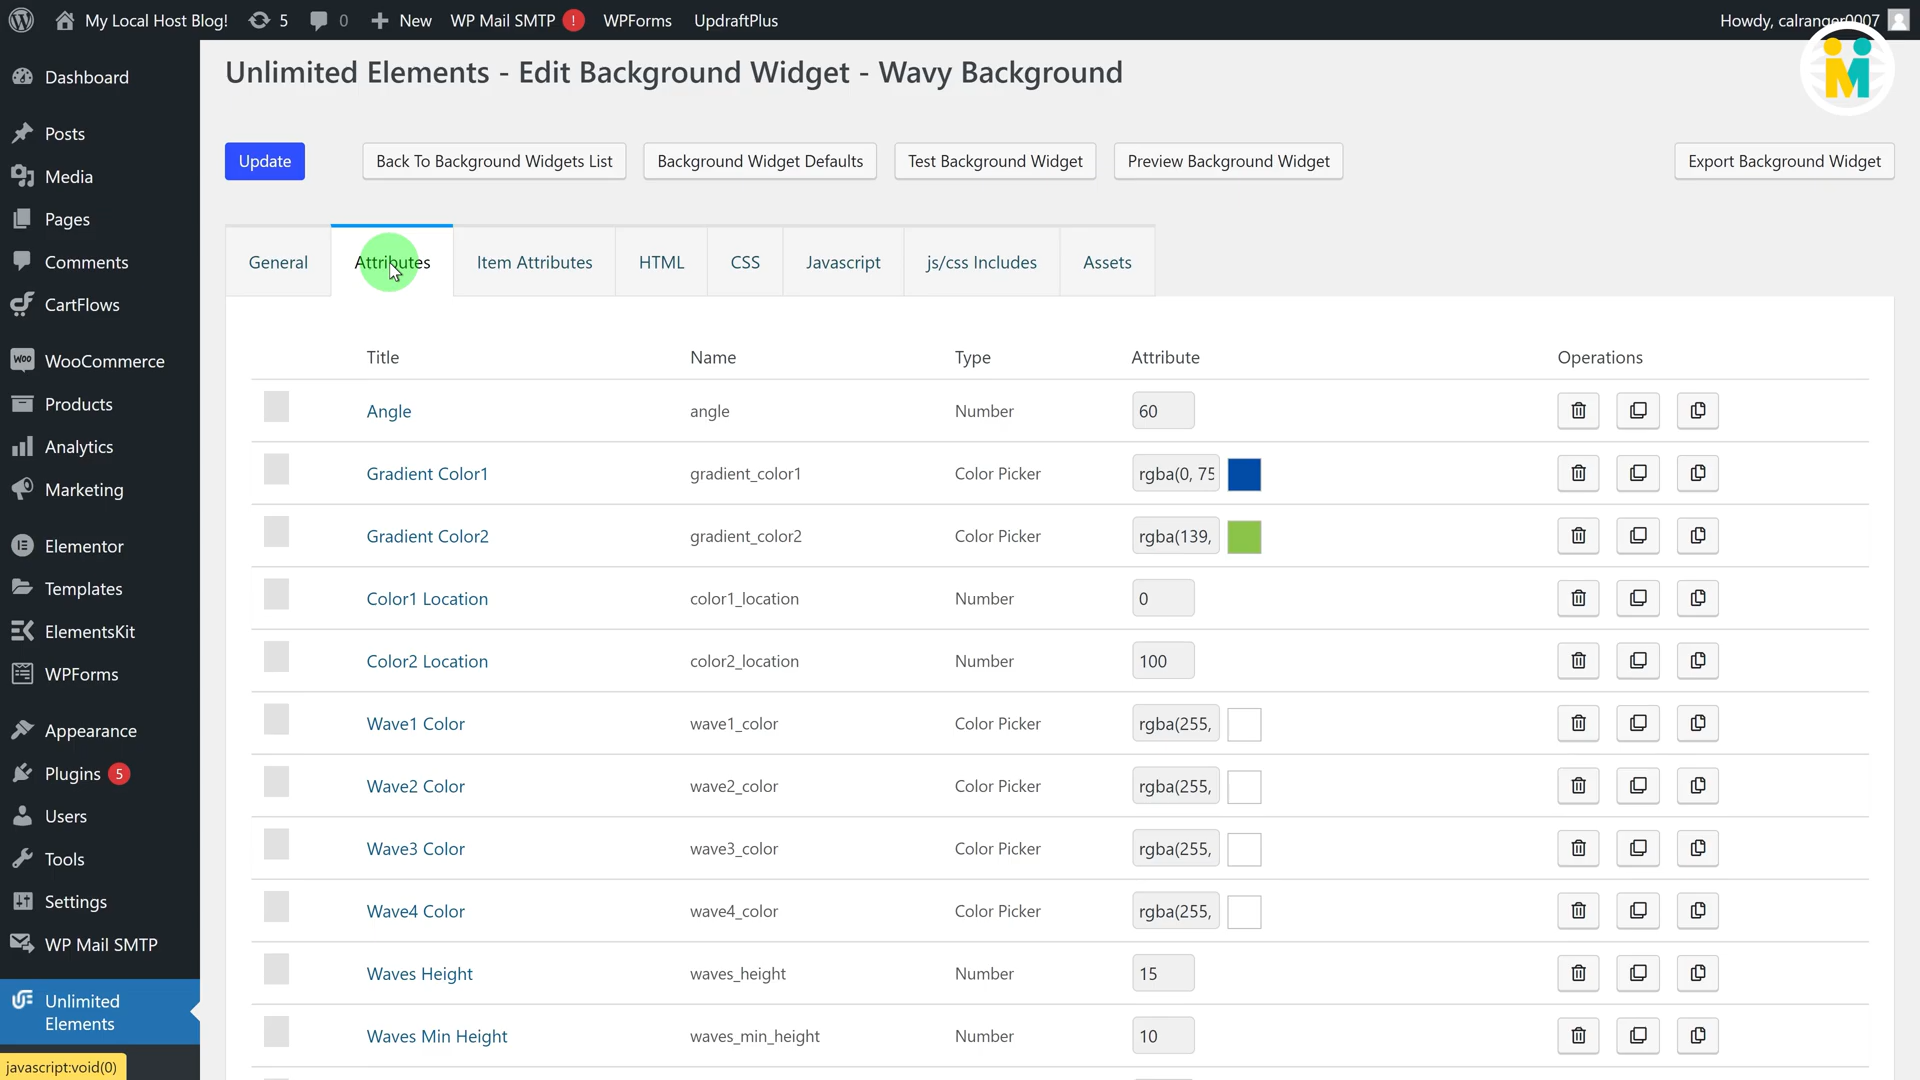 My Local Host Blog! 5 0 New WP Mail SMTP ! WPForms UpdraftPlus Howdy, calranger0007
Unlimited Elements - Edit Background Widget - Wavy Background
M
Update Back To Background Widgets List Background Widget Defaults Test Background Widget Preview Background Widget Export Background Widget
General Attributes Item Attributes HTML CSS Javascript js/css Includes Assets
Dashboard
Posts
Media
Pages
Comments
CartFlows
Woo WooCommerce
Products
Analytics
Marketing
Elementor
Templates
ElementsKit
WPForms
Appearance
Plugins 5
Users
Tools
Settings
WP Mail SMTP
Unlimited
Elements
javascript:void(0)
Title Name Type Attribute Operations
Angle angle Number 60
Gradient Color1 gradient_color1 Color Picker rgba(0, 75
Gradient Color2 gradient_color2 Color Picker rgba(139,
Color1 Location color1_location Number 0
Color2 Location color2_location Number 100
Wave1 Color wave1_color Color Picker rgba(255,
Wave2 Color wave2_color Color Picker rgba(255,
Wave3 Color wave3_color Color Picker rgba(255,
Wave4 Color wave4_color Color Picker rgba(255,
Waves Height waves_height Number 15
Waves Min Height waves_min_height Number 10